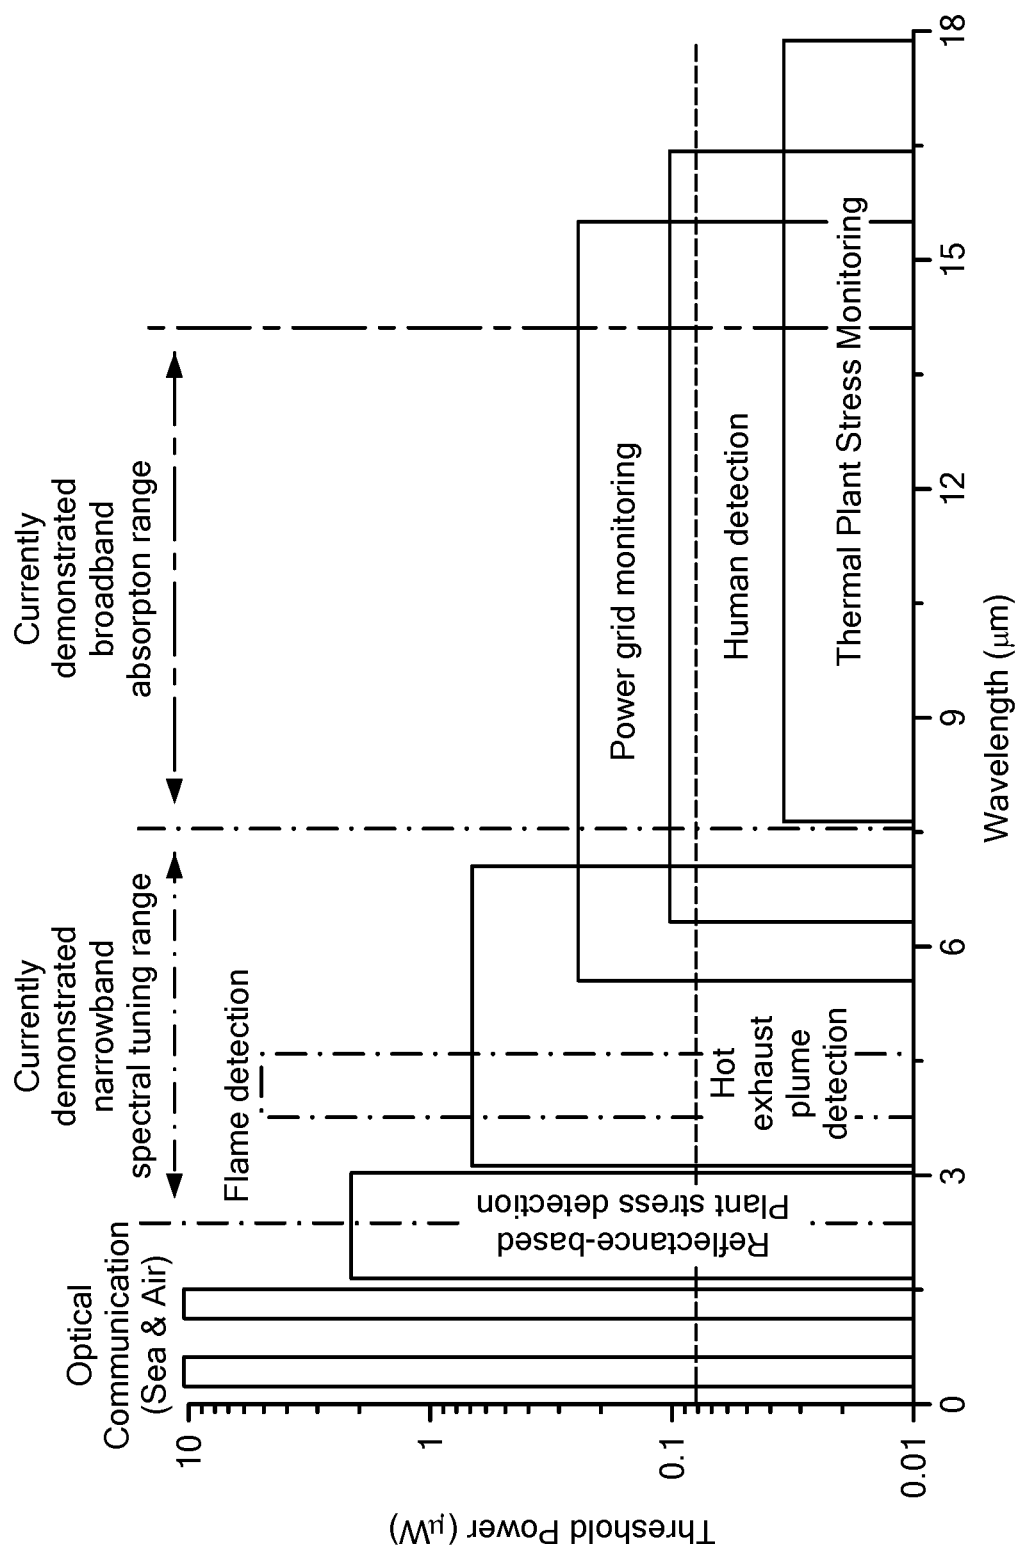 Optical
Communication
(Sea & Air)
Currently
demonstrated
narrowband
spectral tuning range
Currently
demonstrated
broadband
absorpton range
Flame detection
Reflectance-based
Plant stress detection
Hot
exhaust
plume
detection
Power grid monitoring
Human detection
Thermal Plant Stress Monitoring
Threshold Power (μW)
10
1
0.1
0.01
0
3
6
9
12
15
18
Wavelength (μm)